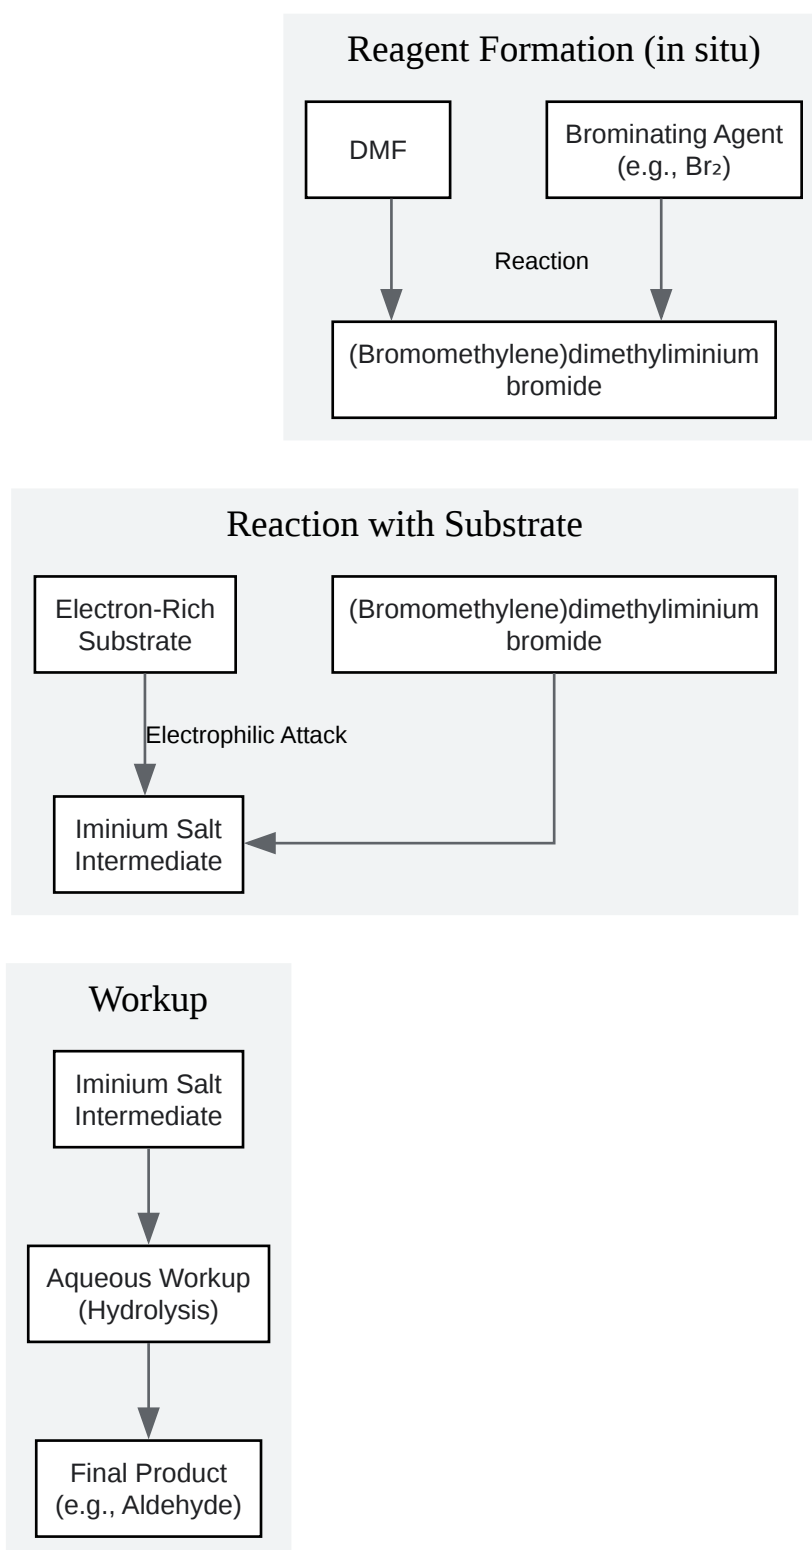 Reagent Formation (in situ)
DMF
Brominating Agent
(e.g., Br₂)
Reaction
(Bromomethylene)dimethyliminium
bromide
Reaction with Substrate
Electron-Rich
Substrate
(Bromomethylene)dimethyliminium
bromide
Electrophilic Attack
Iminium Salt
Intermediate
Workup
Iminium Salt
Intermediate
Aqueous Workup
(Hydrolysis)
Final Product
(e.g., Aldehyde)